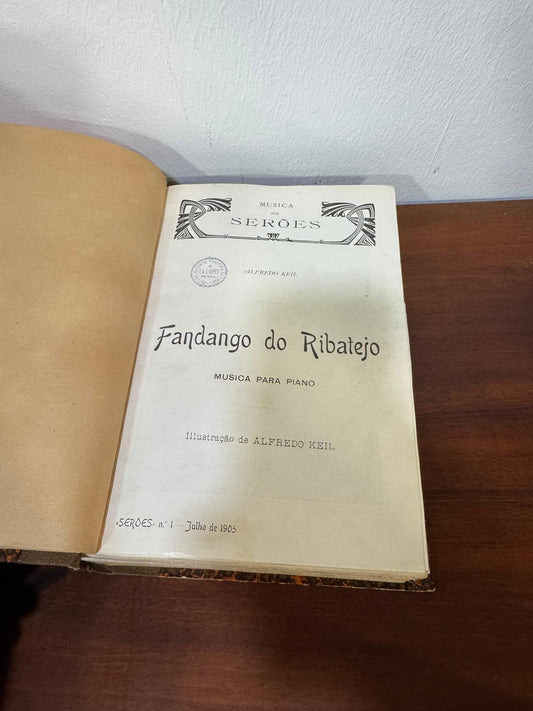 MUSICA
DOS
SERÕES
ALFREDO KEIL
Fandango do Ribatejo
MUSICA PARA PIANO
Illustração de ALFREDO KEIL
«SERÕES» n.º 1 — Julho de 1905